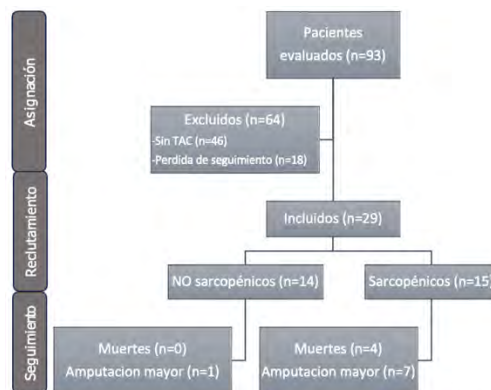 Asignación
Pacientes
evaluados (n=93)
Excluidos (n=64)
-Sin TAC (n=46)
-Perdida de seguimiento (n=18)
Reclutamiento
Incluidos (n=29)
NO sarcopénicos (n=14)
Sarcopénicos (n=15)
Seguimiento
Muertes (n=0)
Amputacion mayor (n=1)
Muertes (n=4)
Amputacion mayor (n=7)